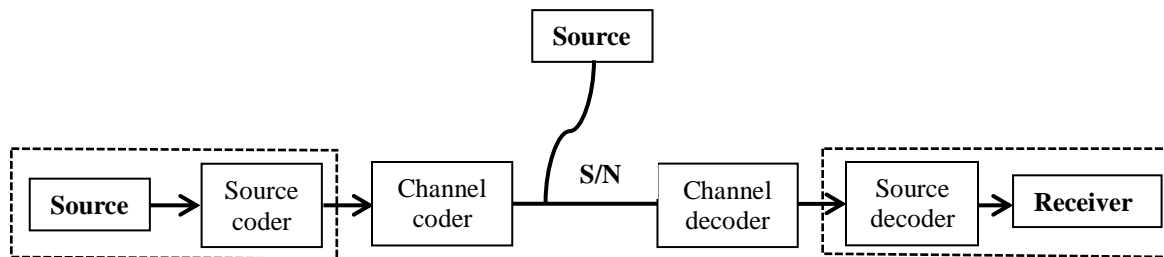 Source
S/N
Source
Source
coder
Channel
coder
Channel
decoder
Source
decoder
Receiver